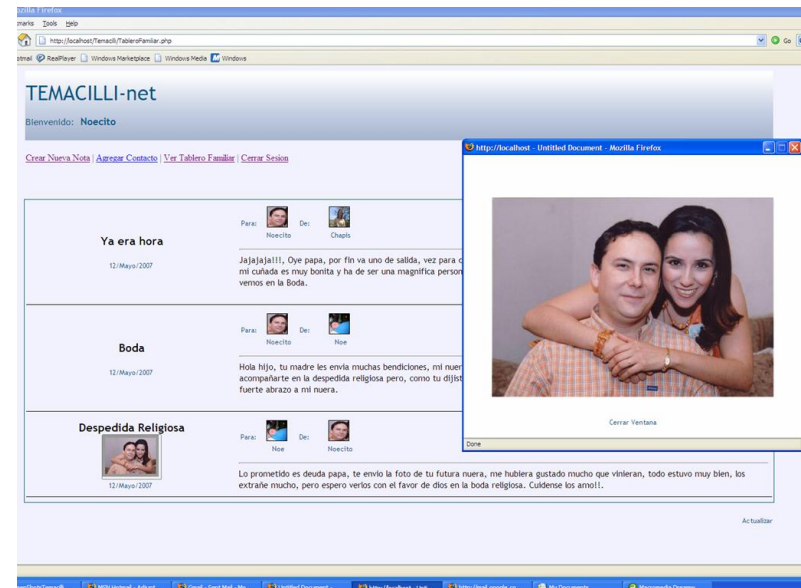 zilla Firefox
Tools Help
http://localhost/Temacilli/TableroFamiliar.php
Go
RealPlayer Windows Marketplace Windows Media Windows
TEMACILLI-net
Bienvenido: Noecito
Crear Nueva Nota | Agregar Contacto | Ver Tablero Familiar | Cerrar Sesion
Ya era hora
12/Mayo/2007
Para: De:
Noecito Chapis
Jajajaja!!!, Oye papa, por fin va uno de salida, vez para
mi cuñada es muy bonita y ha de ser una magnifica
vemos en la Boda.
Boda
12/Mayo/2007
Para: De:
Noecito Noe
Hola hijo, tu madre les envia muchas bendiciones, mi
acompañarte en la despedida religiosa pero, como tu
fuerte abrazo a mi nuera.
Despedida Religiosa
12/Mayo/2007
Para: De:
Noe Noecito
Lo prometido es deuda papa, te envio la foto de tu futura nuera, me hubiera gustado mucho que vinieran, todo estuvo muy bien, los
extrañe mucho, pero espero verlos con el favor de dios en la boda religiosa. Cuidense los amo!!.
Actualizar
http://localhost - Untitled Document - Mozilla Firefox
Cerrar Ventana
Done